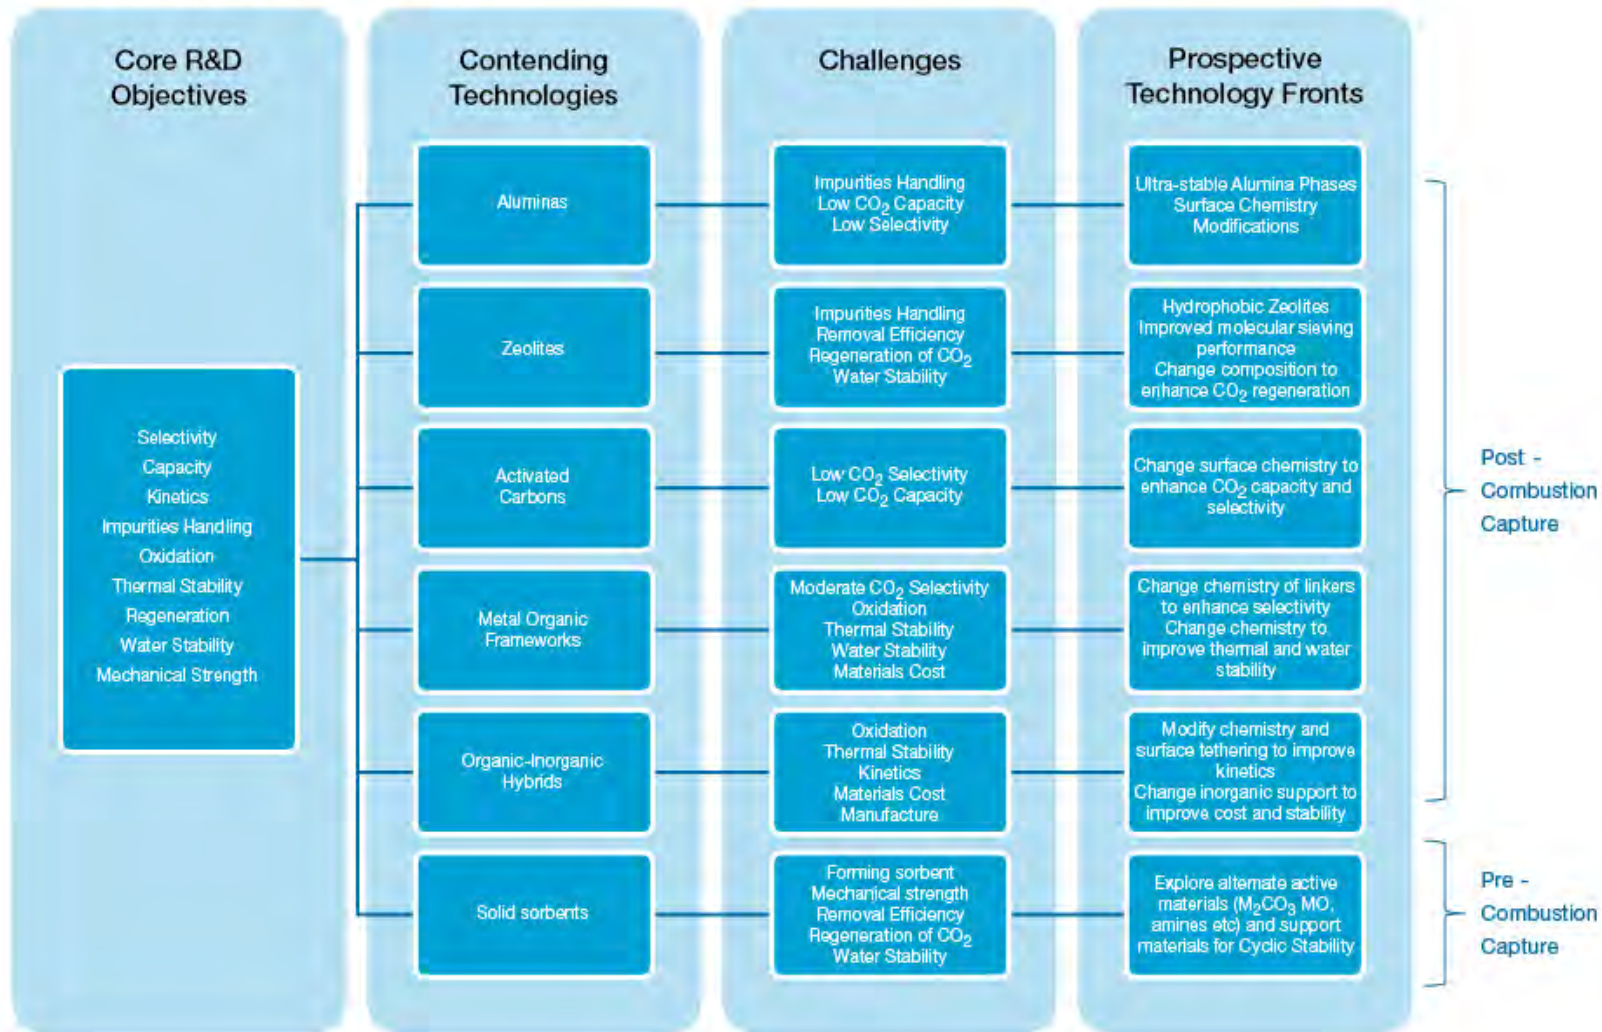 Core R&D
Objectives
Selectivity
Capacity
Kinetics
Impurities Handling
Oxidation
Thermal Stability
Regeneration
Water Stability
Mechanical Strength
Contending
Technologies
Challenges
Prospective
Technology Fronts
Aluminas
Impurities Handling
Low CO₂ Capacity
Low Selectivity
Ultra-stable Alumina Phases
Surface Chemistry
Modifications
Zeolites
Impurities Handling
Removal Efficiency
Regeneration of CO₂
Water Stability
Hydrophobic Zeolites
Improved molecular sieving
performance
Change composition to
enhance CO₂ regeneration
Activated
Carbons
Low CO₂ Selectivity
Low CO₂ Capacity
Change surface chemistry to
enhance CO₂ capacity and
selectivity
Metal Organic
Frameworks
Moderate CO₂ Selectivity
Oxidation
Thermal Stability
Water Stability
Materials Cost
Change chemistry of linkers
to enhance selectivity
Change chemistry to
improve thermal and water
stability
Organic-Inorganic
Hybrids
Oxidation
Thermal Stability
Kinetics
Materials Cost
Manufacture
Modify chemistry and
surface tethering to improve
kinetics
Change inorganic support to
improve cost and stability
Post -
Combustion
Capture
Solid sorbents
Forming sorbent
Mechanical strength
Removal Efficiency
Regeneration of CO₂
Water Stability
Explore alternate active
materials (M₂CO₃ MO,
amines etc) and support
materials for Cyclic Stability
Pre -
Combustion
Capture